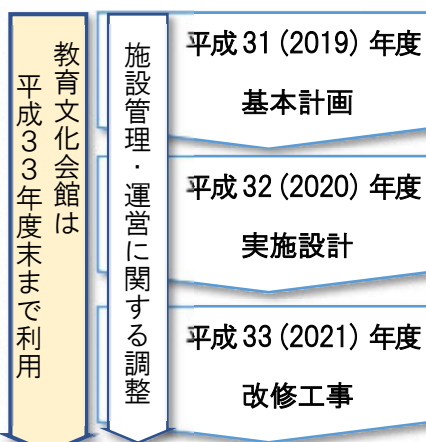 教育文化会館は
平成３３年度末まで利用
施設管理・運営に関する調整
平成 31 (2019) 年度
基本計画
平成 32 (2020) 年度
実施設計
平成 33 (2021) 年度
改修工事